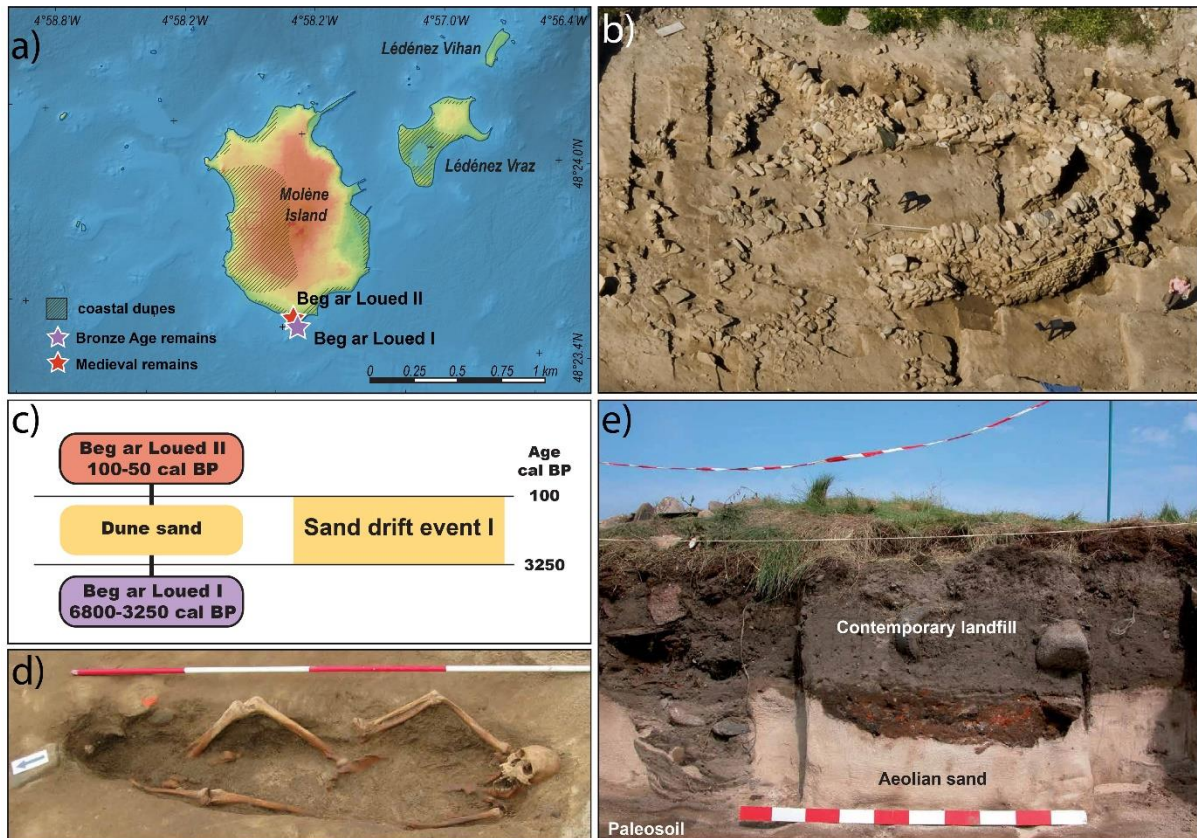 a)
4°58.8'W
4°58.2'W
4°58.2'W
4°57.0'W
4°56.4'W
Lédénez Vihan
Lédénez Vraz
48°24.0'N
Molène
Island
Beg ar Loued II
coastal dunes
Bronze Age remains
Beg ar Loued I
Medieval remains
48°23.4'N
0 0.25 0.5 0.75 1 km
b)
c)
Beg ar Loued II
100-50 cal BP
Age
cal BP
100
Dune sand
Sand drift event I
3250
Beg ar Loued I
6800-3250 cal BP
d)
e)
Contemporary landfill
Aeolian sand
Paleosoil